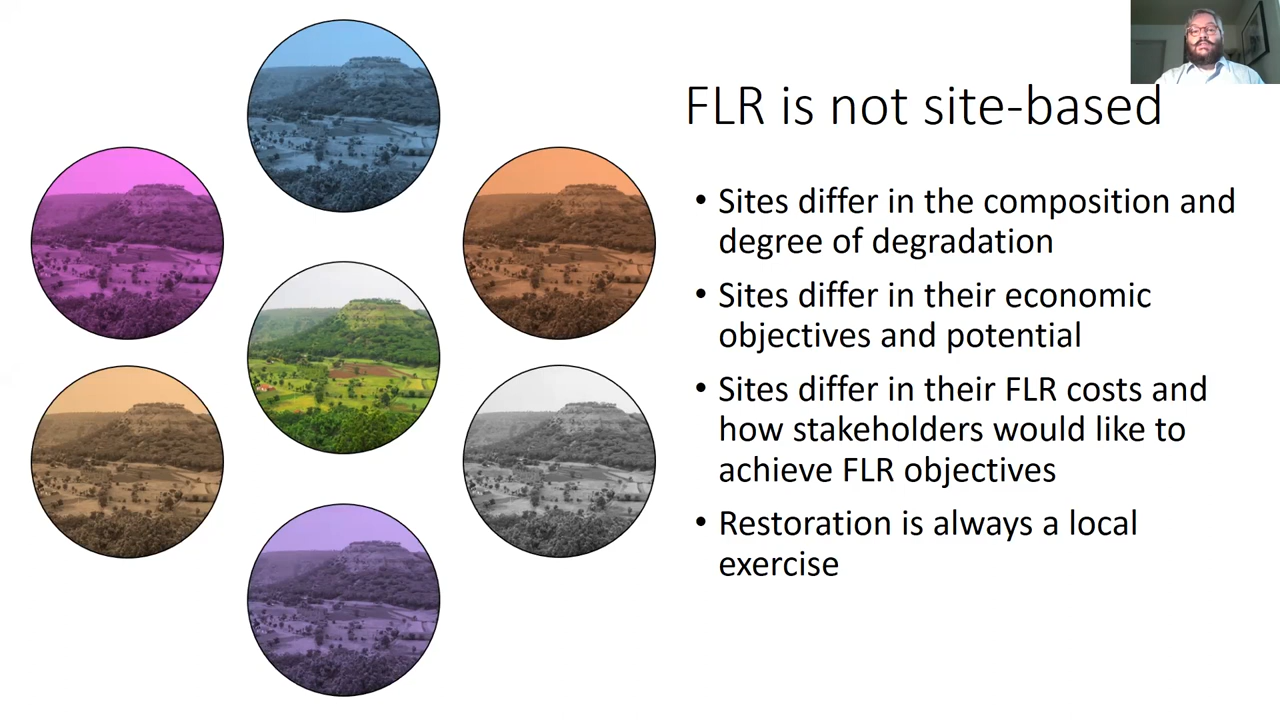 FLR is not site-based
• Sites differ in the composition and
degree of degradation
• Sites differ in their economic
objectives and potential
• Sites differ in their FLR costs and
how stakeholders would like to
achieve FLR objectives
• Restoration is always a local
exercise